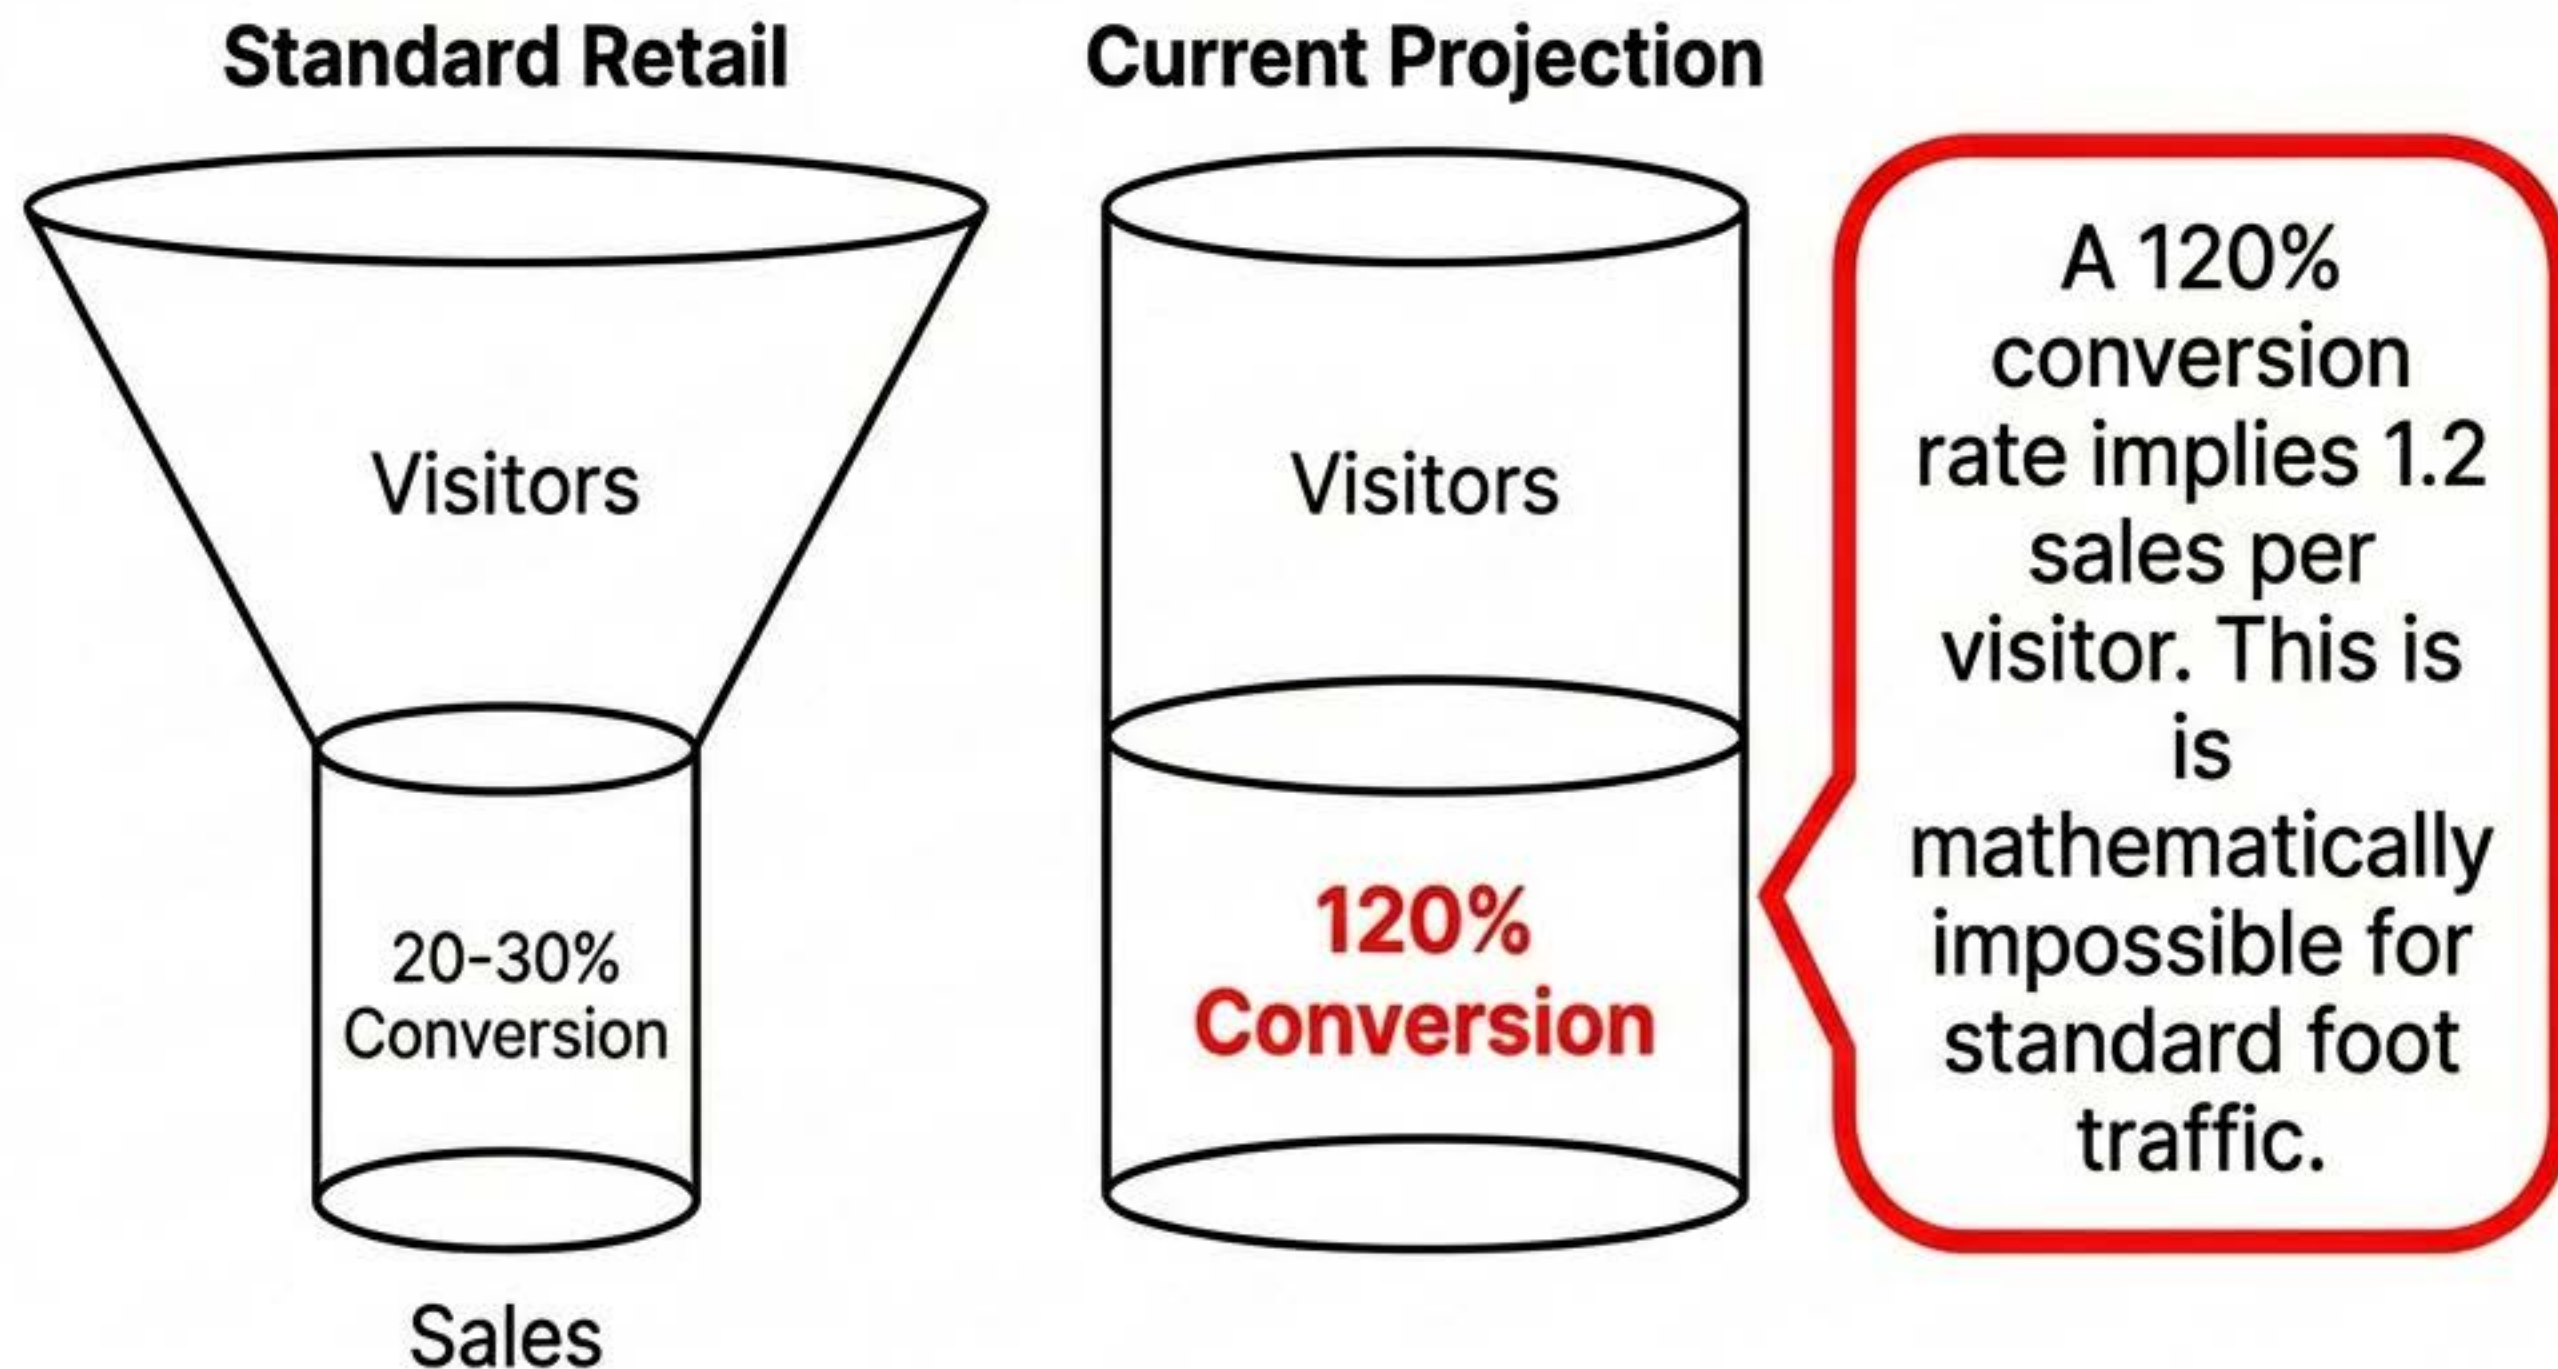 Standard Retail
Visitors
20-30%
Conversion
Sales
Current Projection
Visitors
120%
Conversion
A 120%
conversion
rate implies 1.2
sales per
visitor. This is
is
mathematically
impossible for
standard foot
traffic.